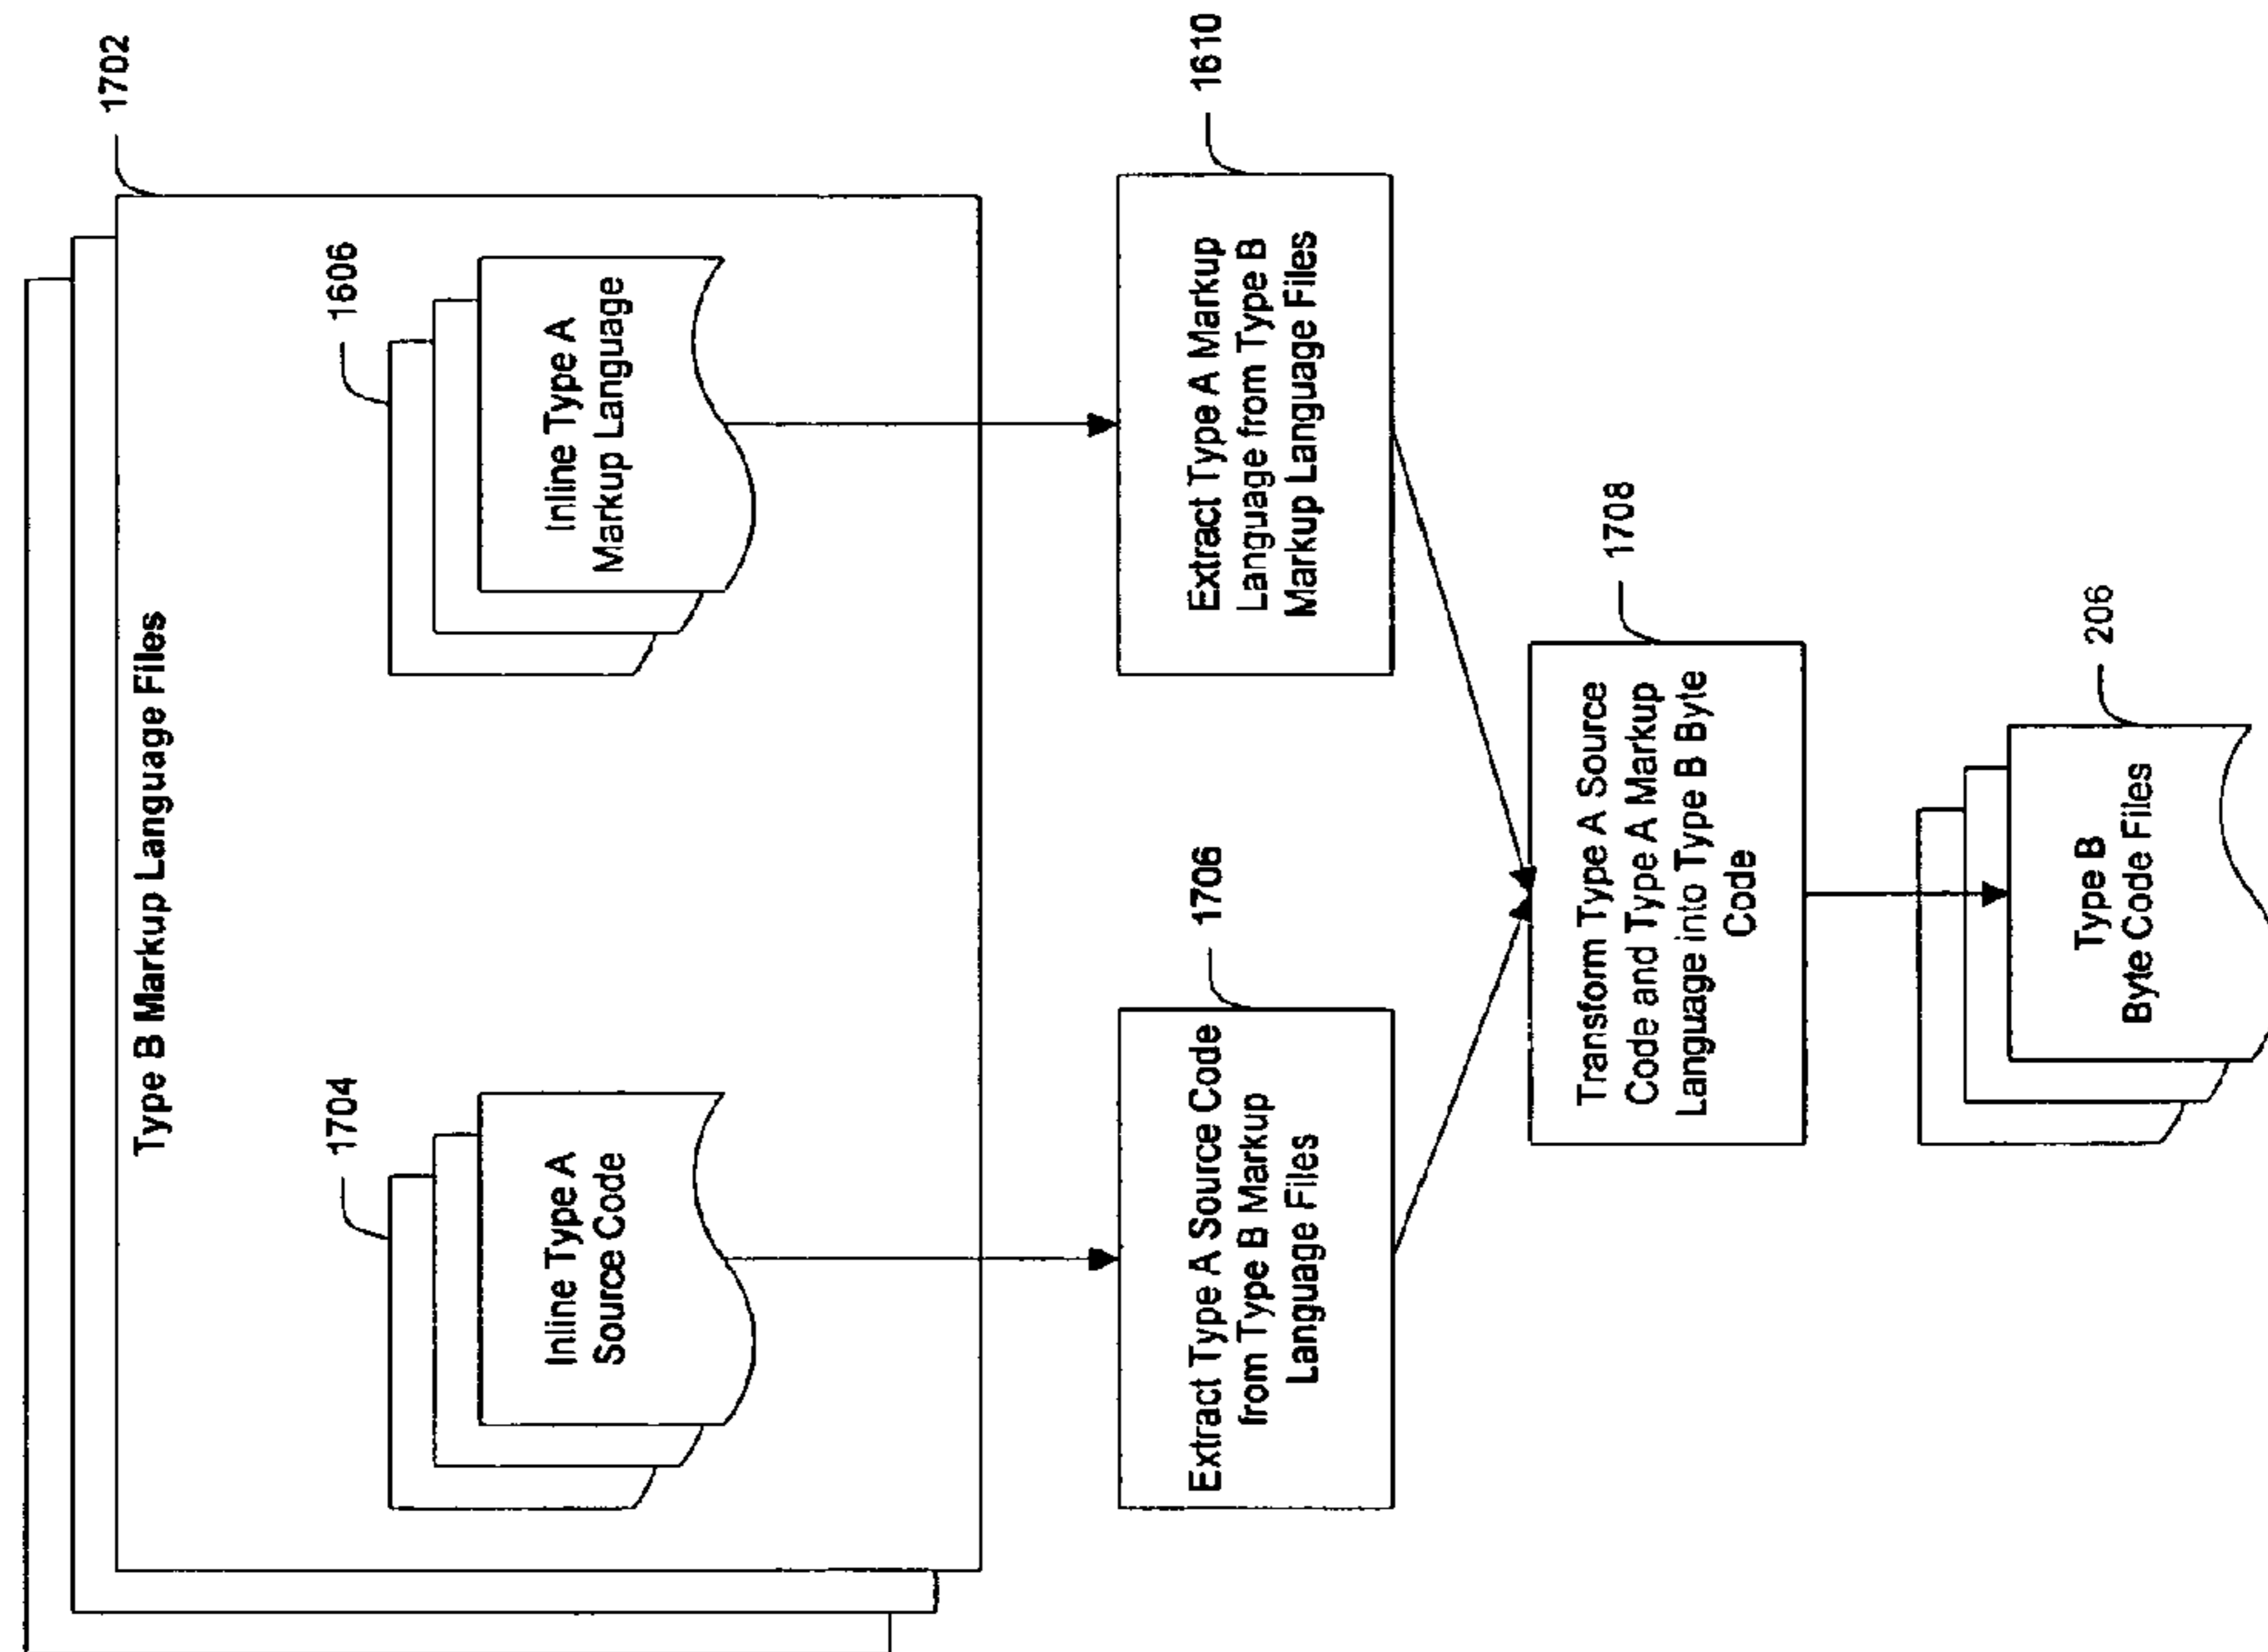 1702
Type B Markup Language Files
1704
Inline Type A
Source Code
1606
Inline Type A
Markup Language
1706
Extract Type A Source Code
from Type B Markup
Language Files
1610
Extract Type A Markup
Language from Type B
Markup Language Files
1708
Transform Type A Source
Code and Type A Markup
Language into Type B Byte
Code
206
Type B
Byte Code Files